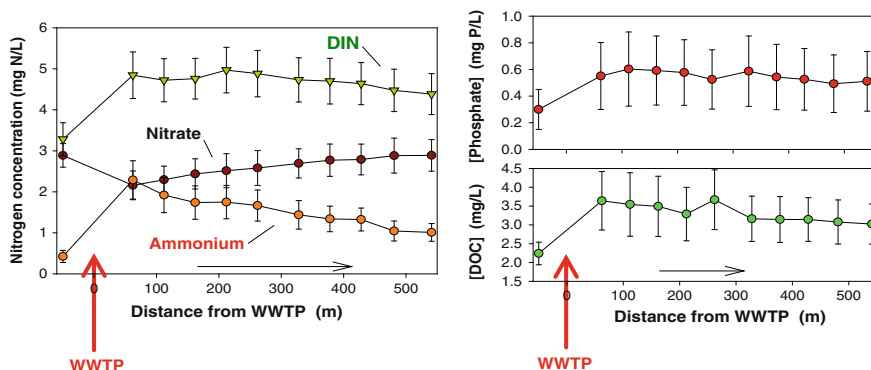 Nitrogen concentration (mg N/L)
6
5
4
3
2
1
0
DIN
Nitrate
Ammonium
0 100 200 300 400 500
Distance from WWTP (m)
WWTP
[Phosphate] (mg P/L)
1.0
0.8
0.6
0.4
0.2
0.0
[DOC] (mg/L)
4.5
4.0
3.5
3.0
2.5
2.0
1.5
0 100 200 300 400 500
Distance from WWTP (m)
WWTP